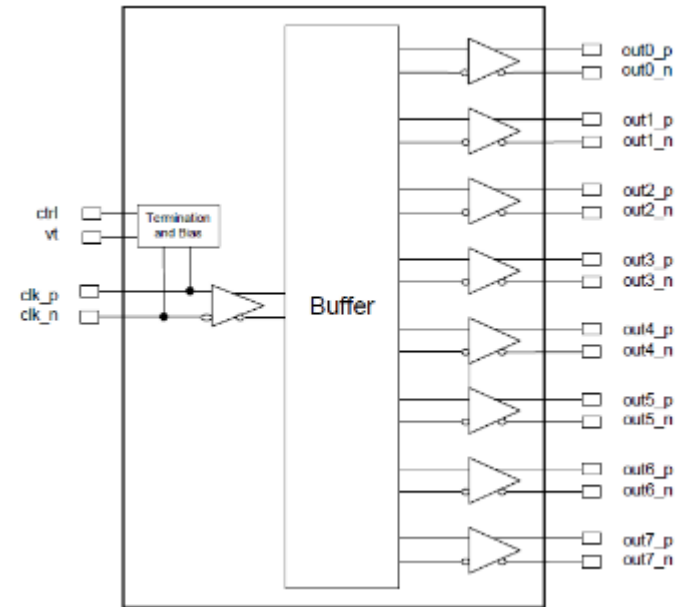 out0_p
out0_n
out1_p
out1_n
out2_p
out2_n
ctrl
vt
Termination
and Bias
out3_p
out3_n
clk_p
clk_n
Buffer
out4_p
out4_n
out5_p
out5_n
out6_p
out6_n
out7_p
out7_n